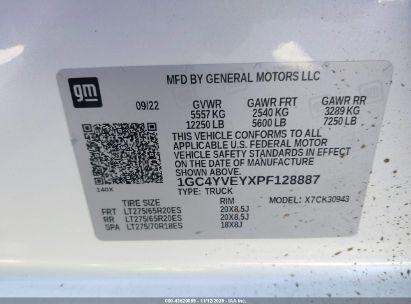 gm
MFD BY GENERAL MOTORS LLC
09/22
GVWR GAWR FRT GAWR RR
5557 KG 2540 KG 3289 KG
12250 LB 5600 LB 7250 LB
THIS VEHICLE CONFORMS TO ALL
APPLICABLE U.S. FEDERAL MOTOR
VEHICLE SAFETY STANDARDS IN EFFECT
ON THE DATE OF MANUFACTURE
SHOWN ABOVE.
1GC4YVEYXPF128887
TYPE: TRUCK
140X
MODEL: X7CK30943
TIRE SIZE RIM
FRT LT275/65R20ES 20X8.5J
RR LT275/65R20ES 20X8.5J
SPA LT275/70R18ES 18X8J